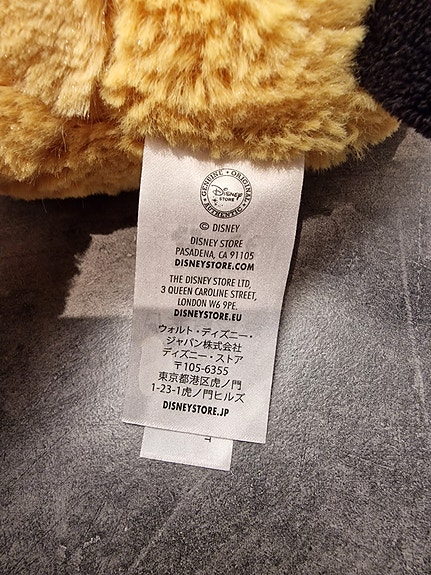 GENUINE • ORIGINAL
Disney
STORE
AUTHENTIC
© DISNEY
DISNEY STORE
PASADENA, CA 91105
DISNEYSTORE.COM
THE DISNEY STORE LTD,
3 QUEEN CAROLINE STREET,
LONDON W6 9PE.
DISNEYSTORE.EU
ウォルト・ディズニー・
ジャパン株式会社
ディズニー・ストア
〒105-6355
東京都港区虎ノ門
1-23-1虎ノ門ヒルズ
DISNEYSTORE.JP